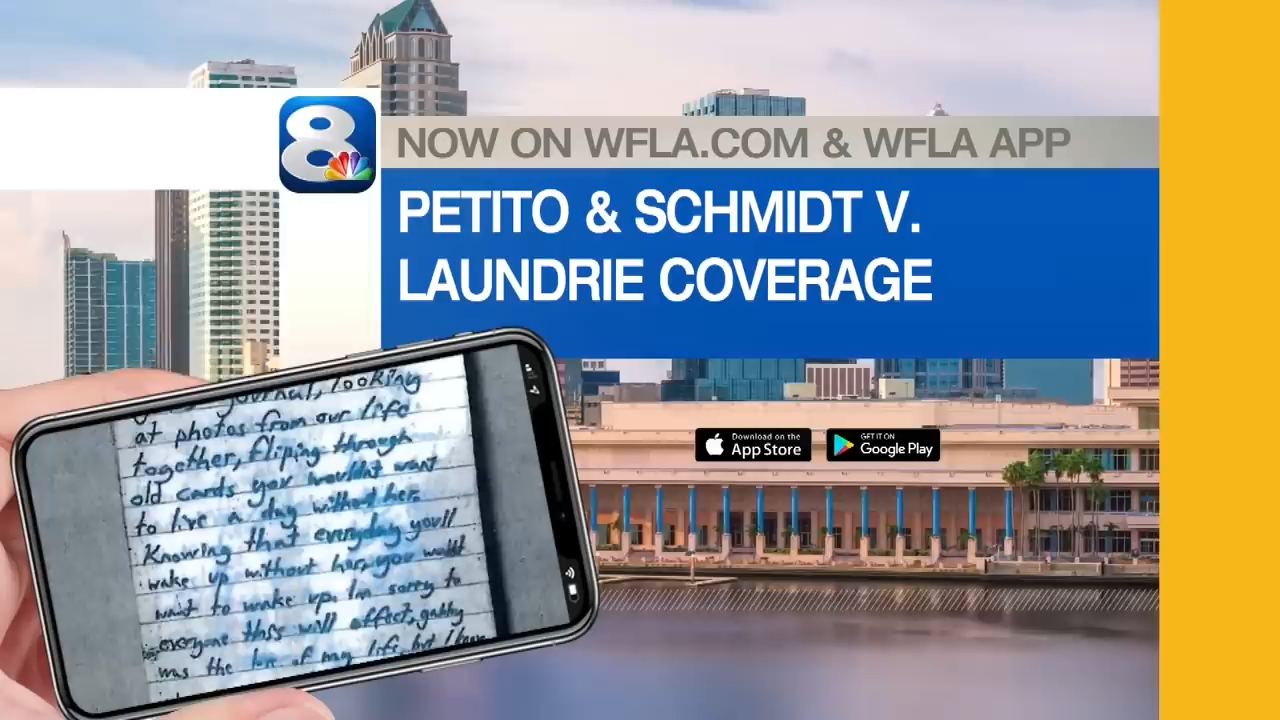 8
NOW ON WFLA.COM & WFLA APP
PETITO & SCHMIDT V.
LAUNDRIE COVERAGE
Download on the
App Store
GET IT ON
Google Play
journal, looking
at photos from our life
together, fliping through
old cards you wouldnt want
to live a day without her.
Knowing that everyday you'll
wake up without her, you wouldnt
want to wake up. Im sorry to
everyone this will affect, gabby
was the love of my life, but I